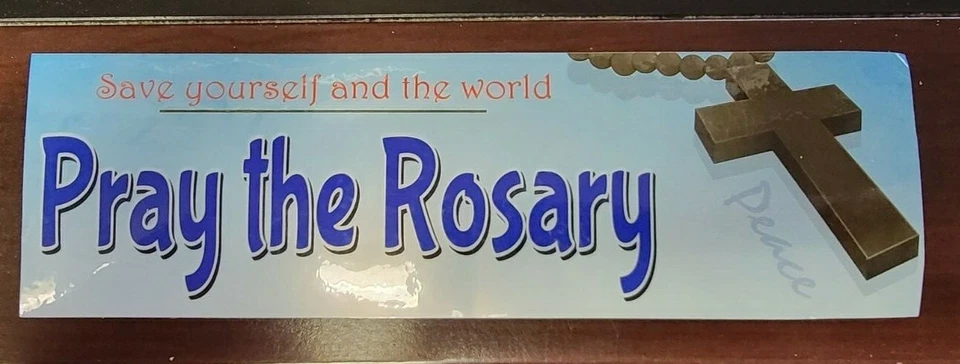 Save yourself and the world
Pray the Rosary
Peace